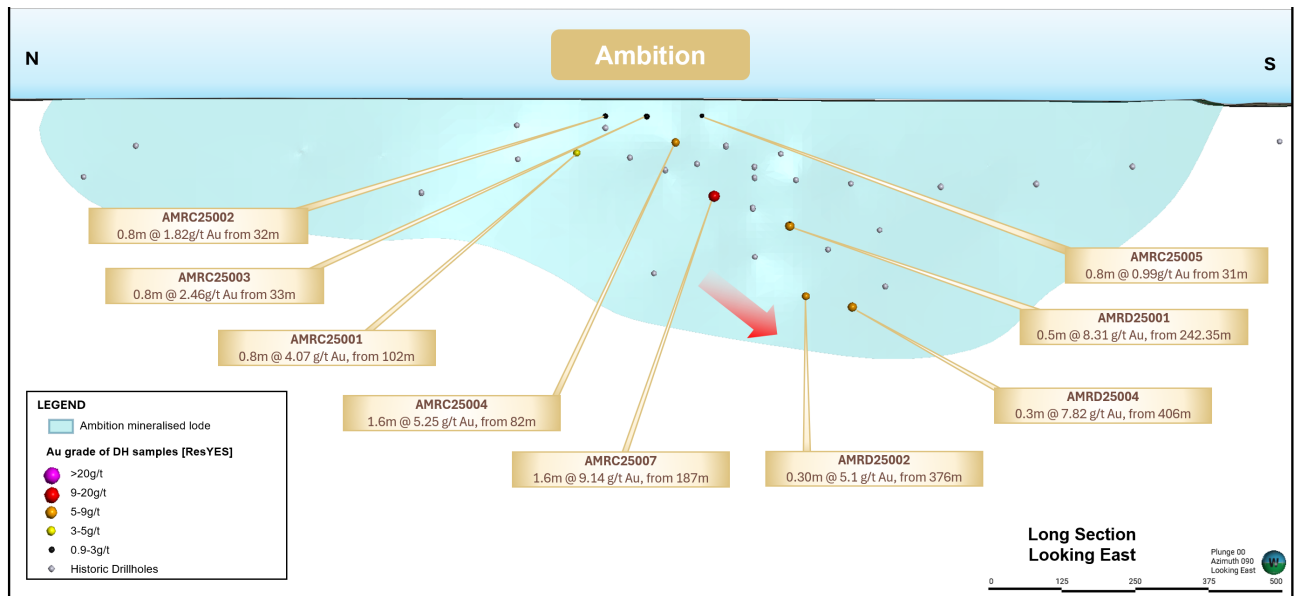 Ambition
N
S
AMRC25002
0.8m @ 1.82g/t Au from 32m
AMRC25003
0.8m @ 2.46g/t Au from 33m
AMRC25001
0.8m @ 4.07 g/t Au, from 102m
AMRC25004
1.6m @ 5.25 g/t Au, from 82m
AMRC25007
1.6m @ 9.14 g/t Au, from 187m
AMRD25002
0.30m @ 5.1 g/t Au, from 376m
AMRC25005
0.8m @ 0.99g/t Au from 31m
AMRD25001
0.5m @ 8.31 g/t Au, from 242.35m
AMRD25004
0.3m @ 7.82 g/t Au, from 406m
LEGEND
Ambition mineralised lode
Au grade of DH samples [ResYES]
>20g/t
9-20g/t
5-9g/t
3-5g/t
0.9-3g/t
Historic Drillholes
Long Section
Looking East
Plunge 00
Azimuth 090
Looking East
W
0 125 250 375 500